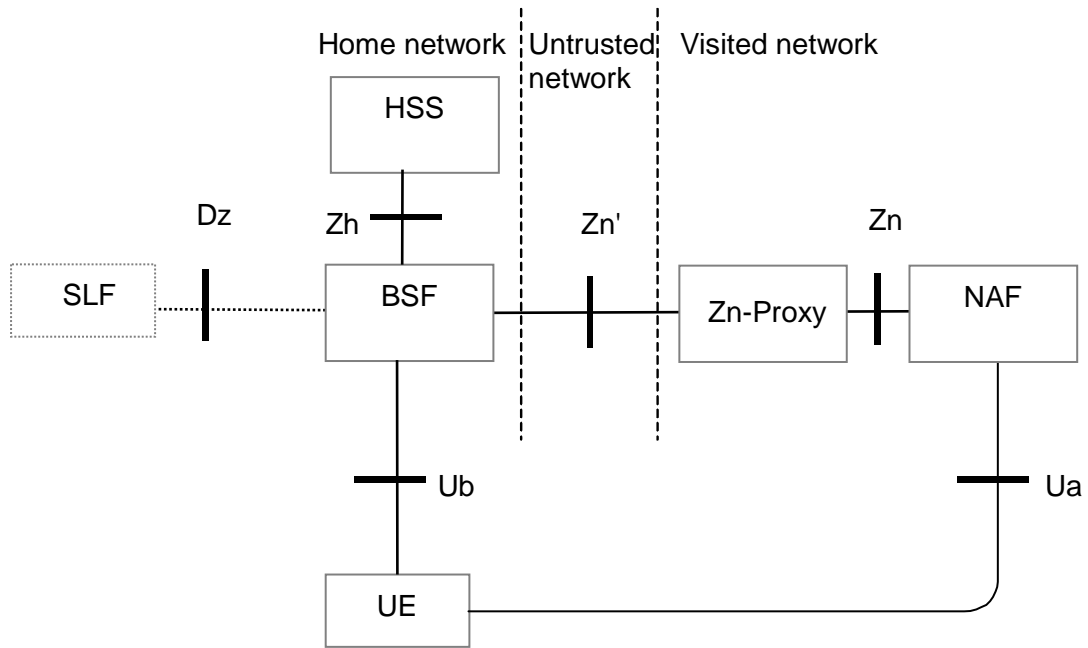 Home network
Untrusted
network
Visited network
HSS
Dz
Zh
Zn'
Zn
SLF
BSF
Zn-Proxy
NAF
Ub
Ua
UE